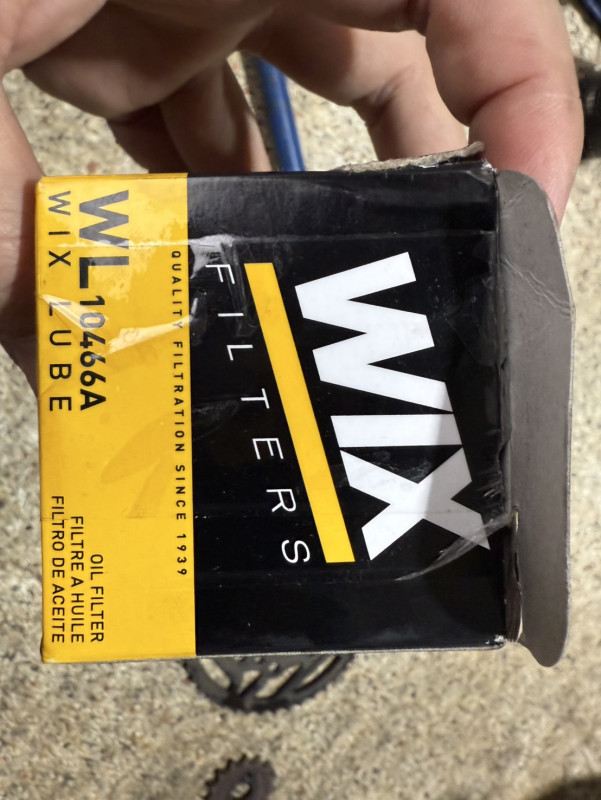 WIX
FILTERS
QUALITY FILTRATION SINCE 1939
WL10466A
WIX LUBE
OIL FILTER
FILTRE A HUILE
FILTRO DE ACEITE